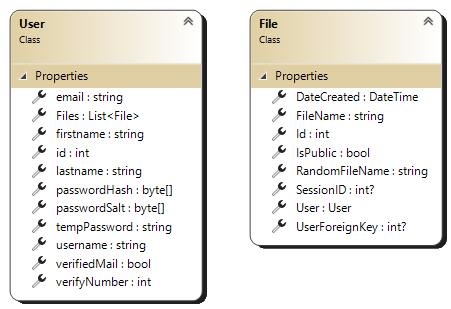 User
Class
Properties
email : string
Files : List<File>
firstname : string
id : int
lastname : string
passwordHash : byte[]
passwordSalt : byte[]
tempPassword : string
username : string
verifiedMail : bool
verifyNumber : int
File
Class
Properties
DateCreated : DateTime
FileName : string
Id : int
IsPublic : bool
RandomFileName : string
SessionID : int?
User : User
UserForeignKey : int?